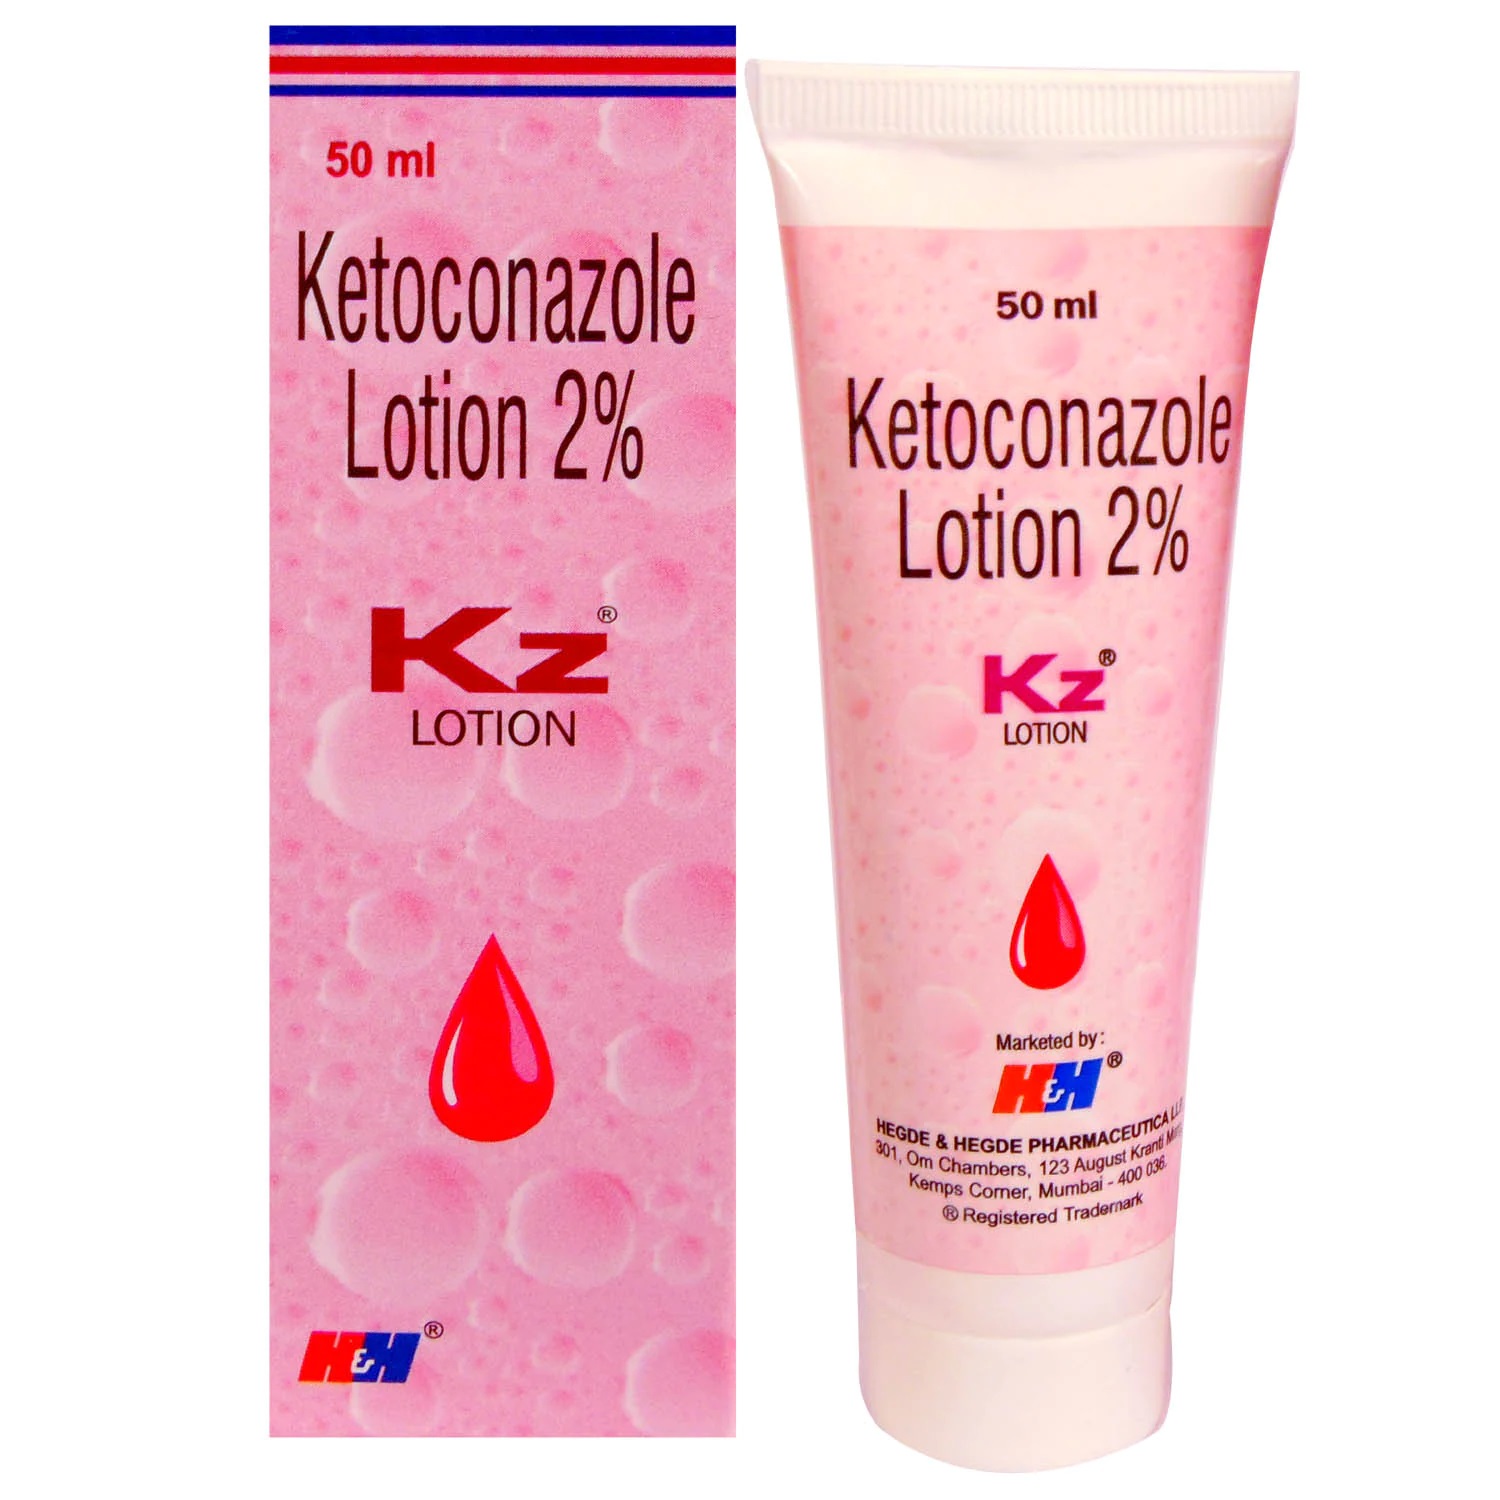 50 ml
Ketoconazole
Lotion 2%
Kz®
LOTION
H&H®
50 ml
Ketoconazole
Lotion 2%
Kz®
LOTION
Marketed by:
H&H®
HEGDE & HEGDE PHARMACEUTICA LLP
301, Om Chambers, 123 August Kranti
Kemps Corner, Mumbai - 400 036.
® Registered Trademark